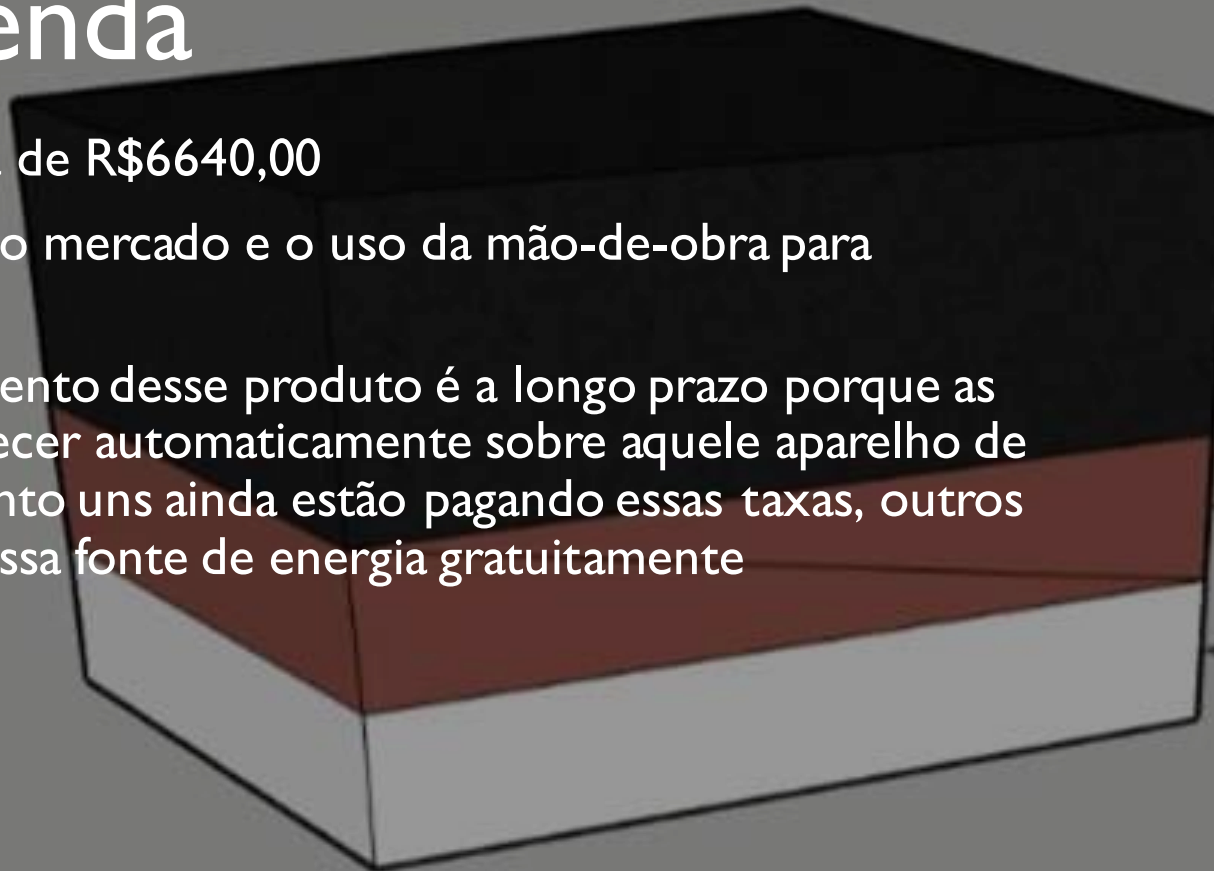 enda
de R$6640,00
o mercado e o uso da mão-de-obra para
ento desse produto é a longo prazo porque as
ecer automaticamente sobre aquele aparelho de
nto uns ainda estão pagando essas taxas, outros
ssa fonte de energia gratuitamente